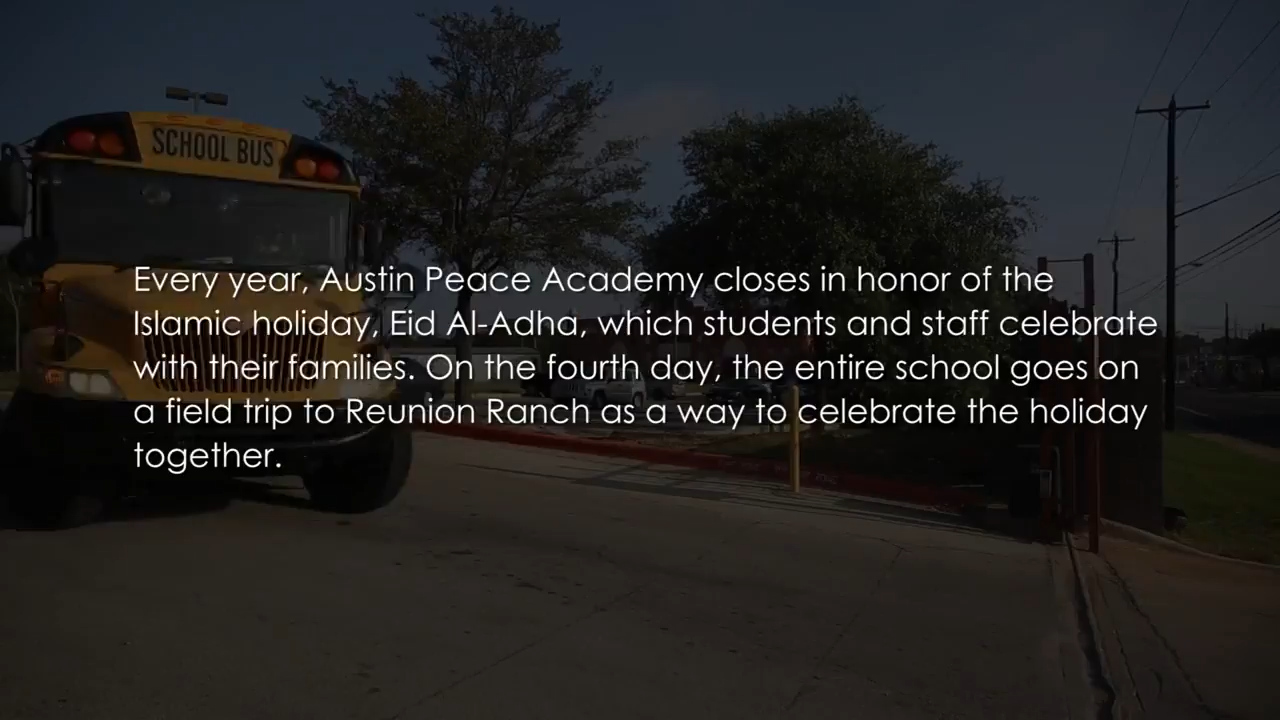 SCHOOL BUS
Every year, Austin Peace Academy closes in honor of the
Islamic holiday, Eid Al-Adha, which students and staff celebrate
with their families. On the fourth day, the entire school goes on
a field trip to Reunion Ranch as a way to celebrate the holiday
together.